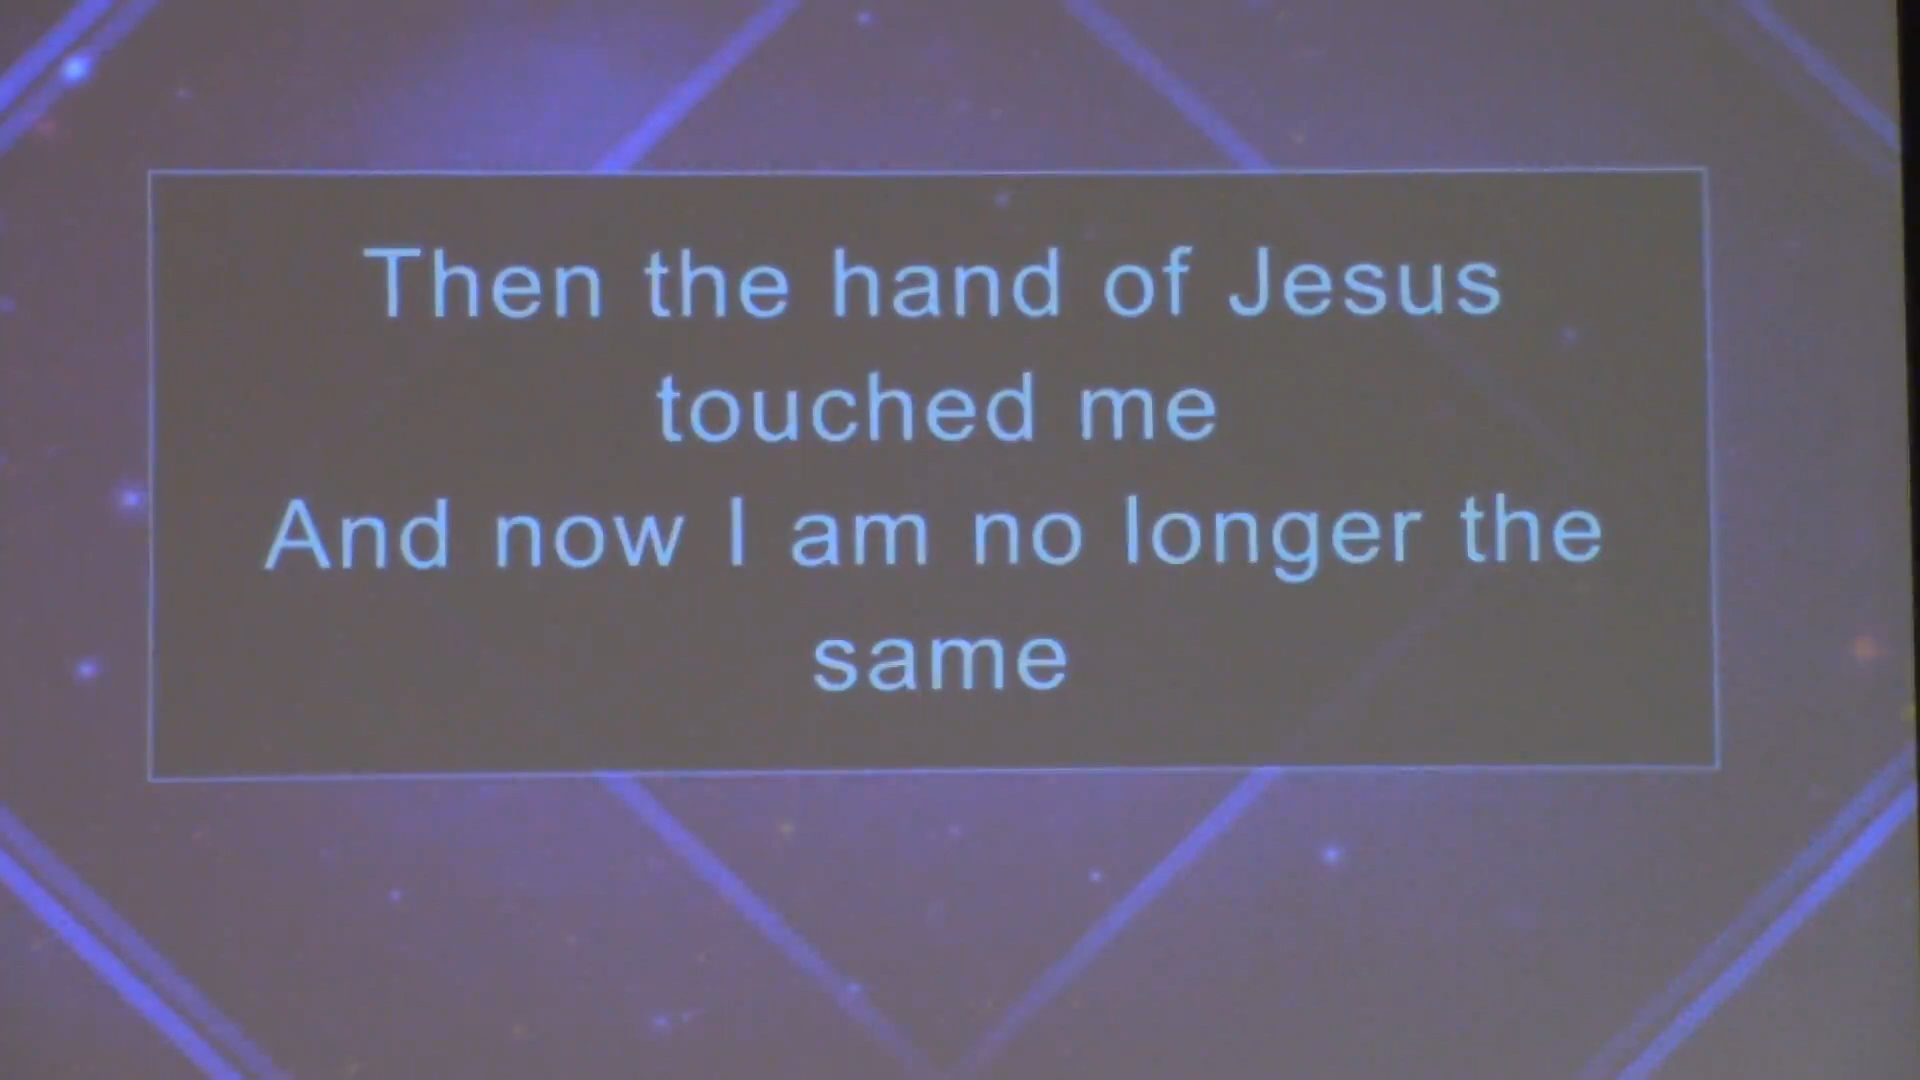 Then the hand of Jesus
touched me
And now I am no longer the
same